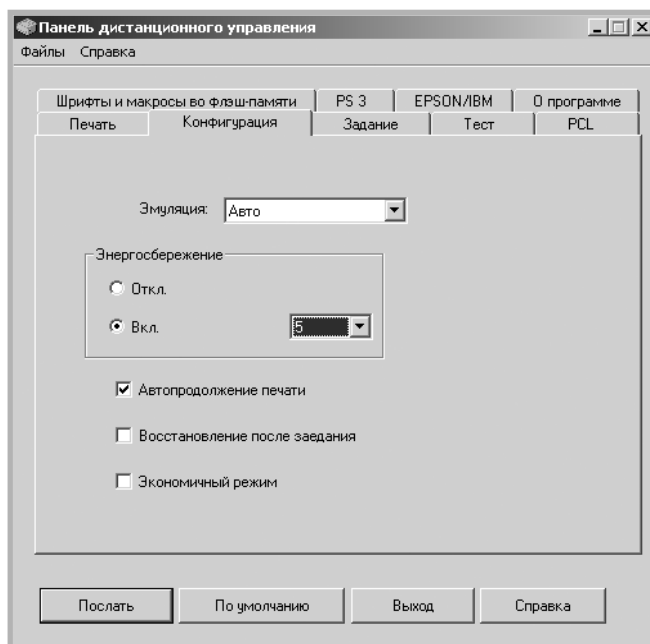 Панель дистанционного управления
Файлы Справка
Шрифты и макросы во флэш-памяти PS 3 EPSON/IBM О программе
Печать Конфигурация Задание Тест PCL
Эмуляция: Авто
Энергосбережение
Откл.
Вкл. 5
Автопродолжение печати
Восстановление после заедания
Экономичный режим
Послать По умолчанию Выход Справка